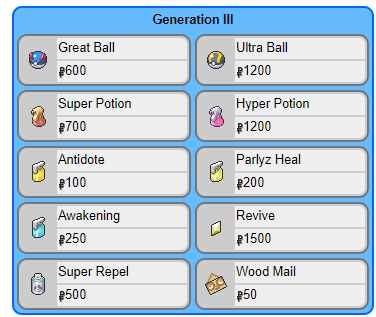 Generation III
Great Ball
₽600
Ultra Ball
₽1200
Super Potion
₽700
Hyper Potion
₽1200
Antidote
₽100
Parlyz Heal
₽200
Awakening
₽250
Revive
₽1500
Super Repel
₽500
Wood Mail
₽50